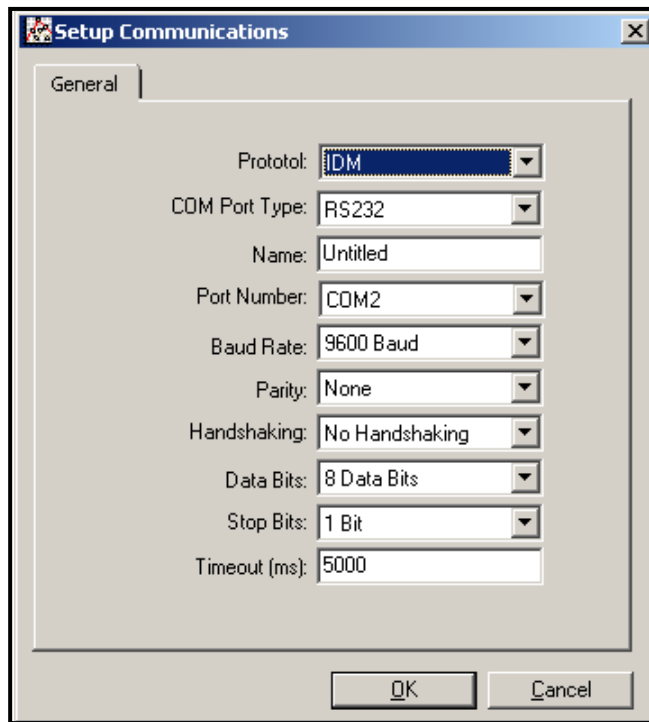 Setup Communications
General
Prototol: IDM
COM Port Type: RS232
Name: Untitled
Port Number: COM2
Baud Rate: 9600 Baud
Parity: None
Handshaking: No Handshaking
Data Bits: 8 Data Bits
Stop Bits: 1 Bit
Timeout (ms): 5000
OK Cancel